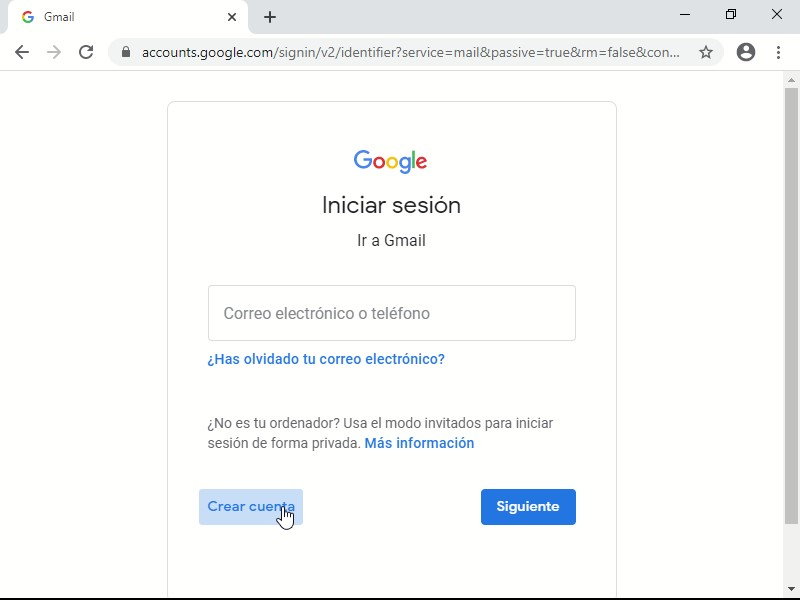 Gmail
accounts.google.com/signin/v2/identifier?service=mail&passive=true&rm=false&con...
Google
Iniciar sesión
Ir a Gmail
Correo electrónico o teléfono
¿Has olvidado tu correo electrónico?
¿No es tu ordenador? Usa el modo invitados para iniciar
sesión de forma privada. Más información
Crear cuenta
Siguiente